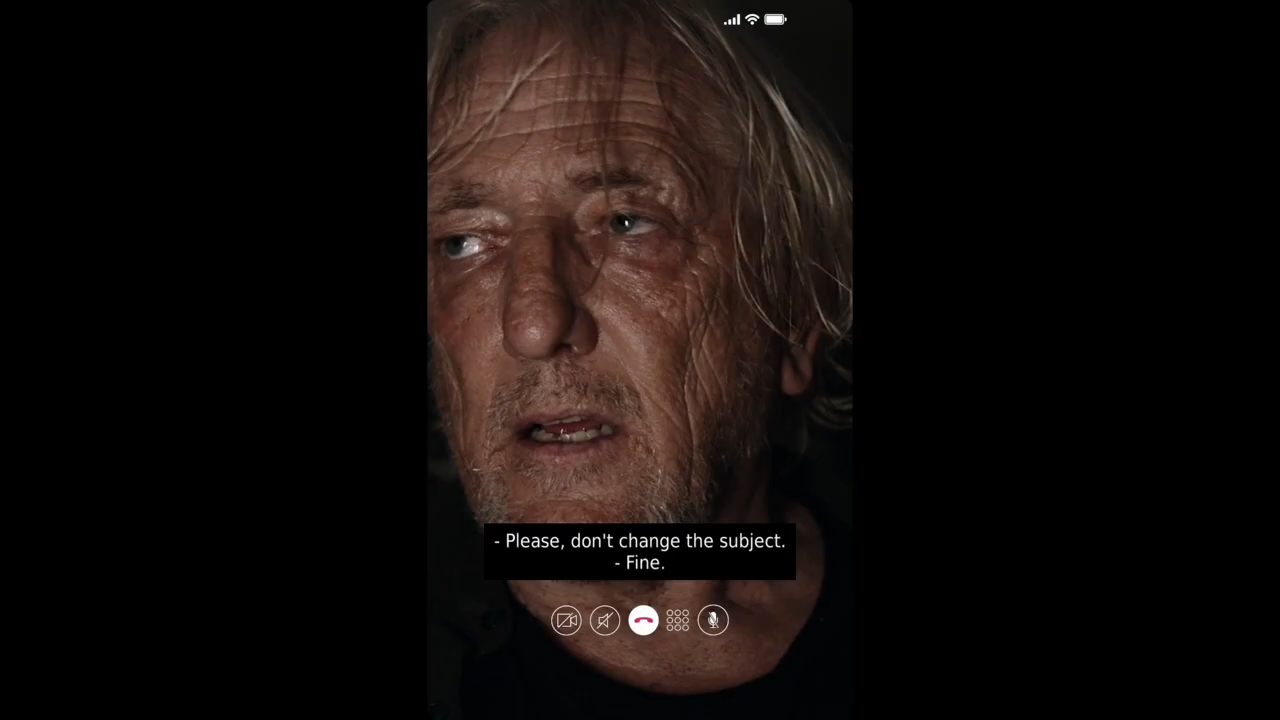 - Please, don't change the subject.
- Fine.